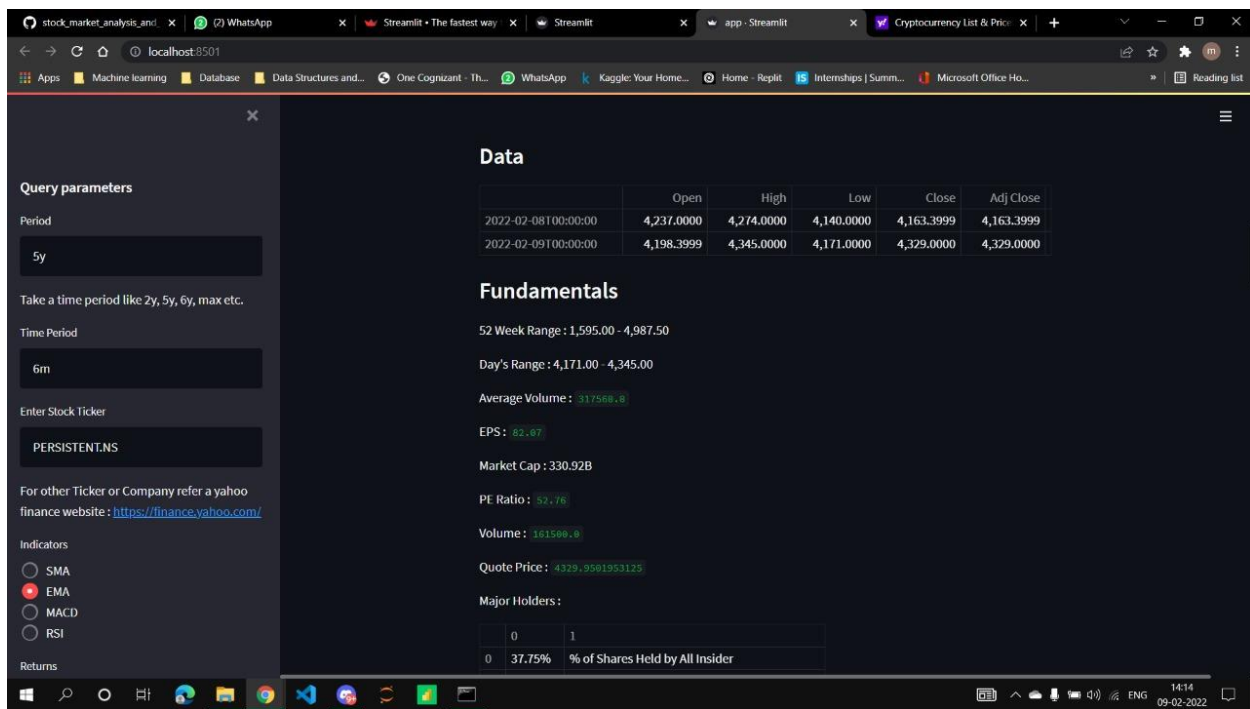 stock_market_analysis_and_
(2) WhatsApp
Streamlit • The fastest way
Streamlit
app · Streamlit
Cryptocurrency List & Price
localhost:8501
m
Apps
Machine learning
Database
Data Structures and...
One Cognizant - Th...
WhatsApp
Kaggle: Your Home...
Home - Replit
IS Internships | Summ...
Microsoft Office Ho...
»
Reading list
Query parameters
Period
5y
Take a time period like 2y, 5y, 6y, max etc.
Time Period
6m
Enter Stock Ticker
PERSISTENT.NS
For other Ticker or Company refer a yahoo
finance website : https://finance.yahoo.com/
Indicators
SMA
EMA
MACD
RSI
Returns
Data
Open High Low Close Adj Close
2022-02-08T00:00:00 4,237.0000 4,274.0000 4,140.0000 4,163.3999 4,163.3999
2022-02-09T00:00:00 4,198.3999 4,345.0000 4,171.0000 4,329.0000 4,329.0000
Fundamentals
52 Week Range : 1,595.00 - 4,987.50
Day's Range : 4,171.00 - 4,345.00
Average Volume : 317560.0
EPS : 82.07
Market Cap : 330.92B
PE Ratio : 52.76
Volume : 161500.0
Quote Price : 4329.9501953125
Major Holders :
0 1
0 37.75% % of Shares Held by All Insider
ENG
14:14
09-02-2022